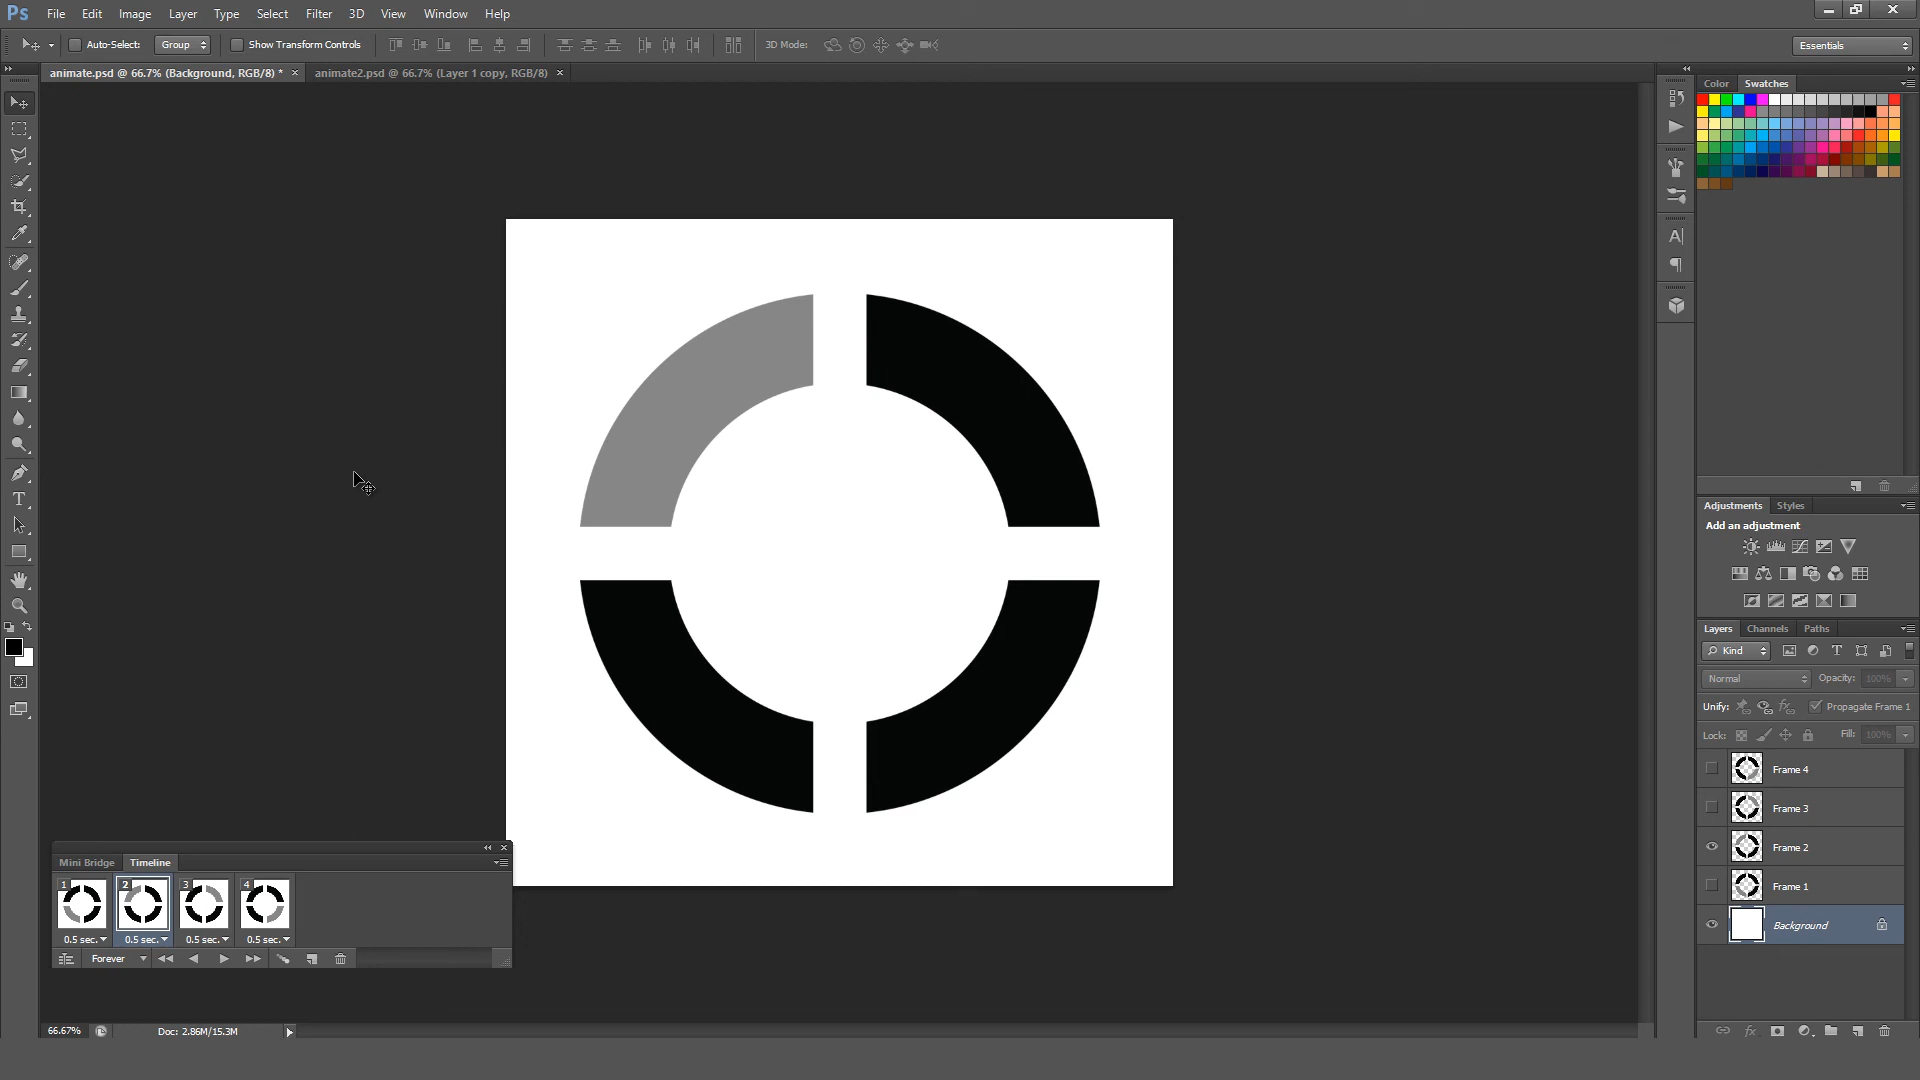 Ps File Edit Image Layer Type Select Filter 3D View Window Help
Auto-Select: Group Show Transform Controls 3D Mode: Essentials
animate.psd @ 66.7% (Background, RGB/8) * × animate2.psd @ 66.7% (Layer 1 copy, RGB/8) ×
Color Swatches
Adjustments Styles
Add an adjustment
Layers Channels Paths
Kind
Normal Opacity: 100%
Unify: Propagate Frame 1
Lock: Fill: 100%
Frame 4
Frame 3
Frame 2
Frame 1
Background
Mini Bridge Timeline
1 2 3 4
0.5 sec. 0.5 sec. 0.5 sec. 0.5 sec.
Forever
66.67% Doc: 2.86M/15.3M